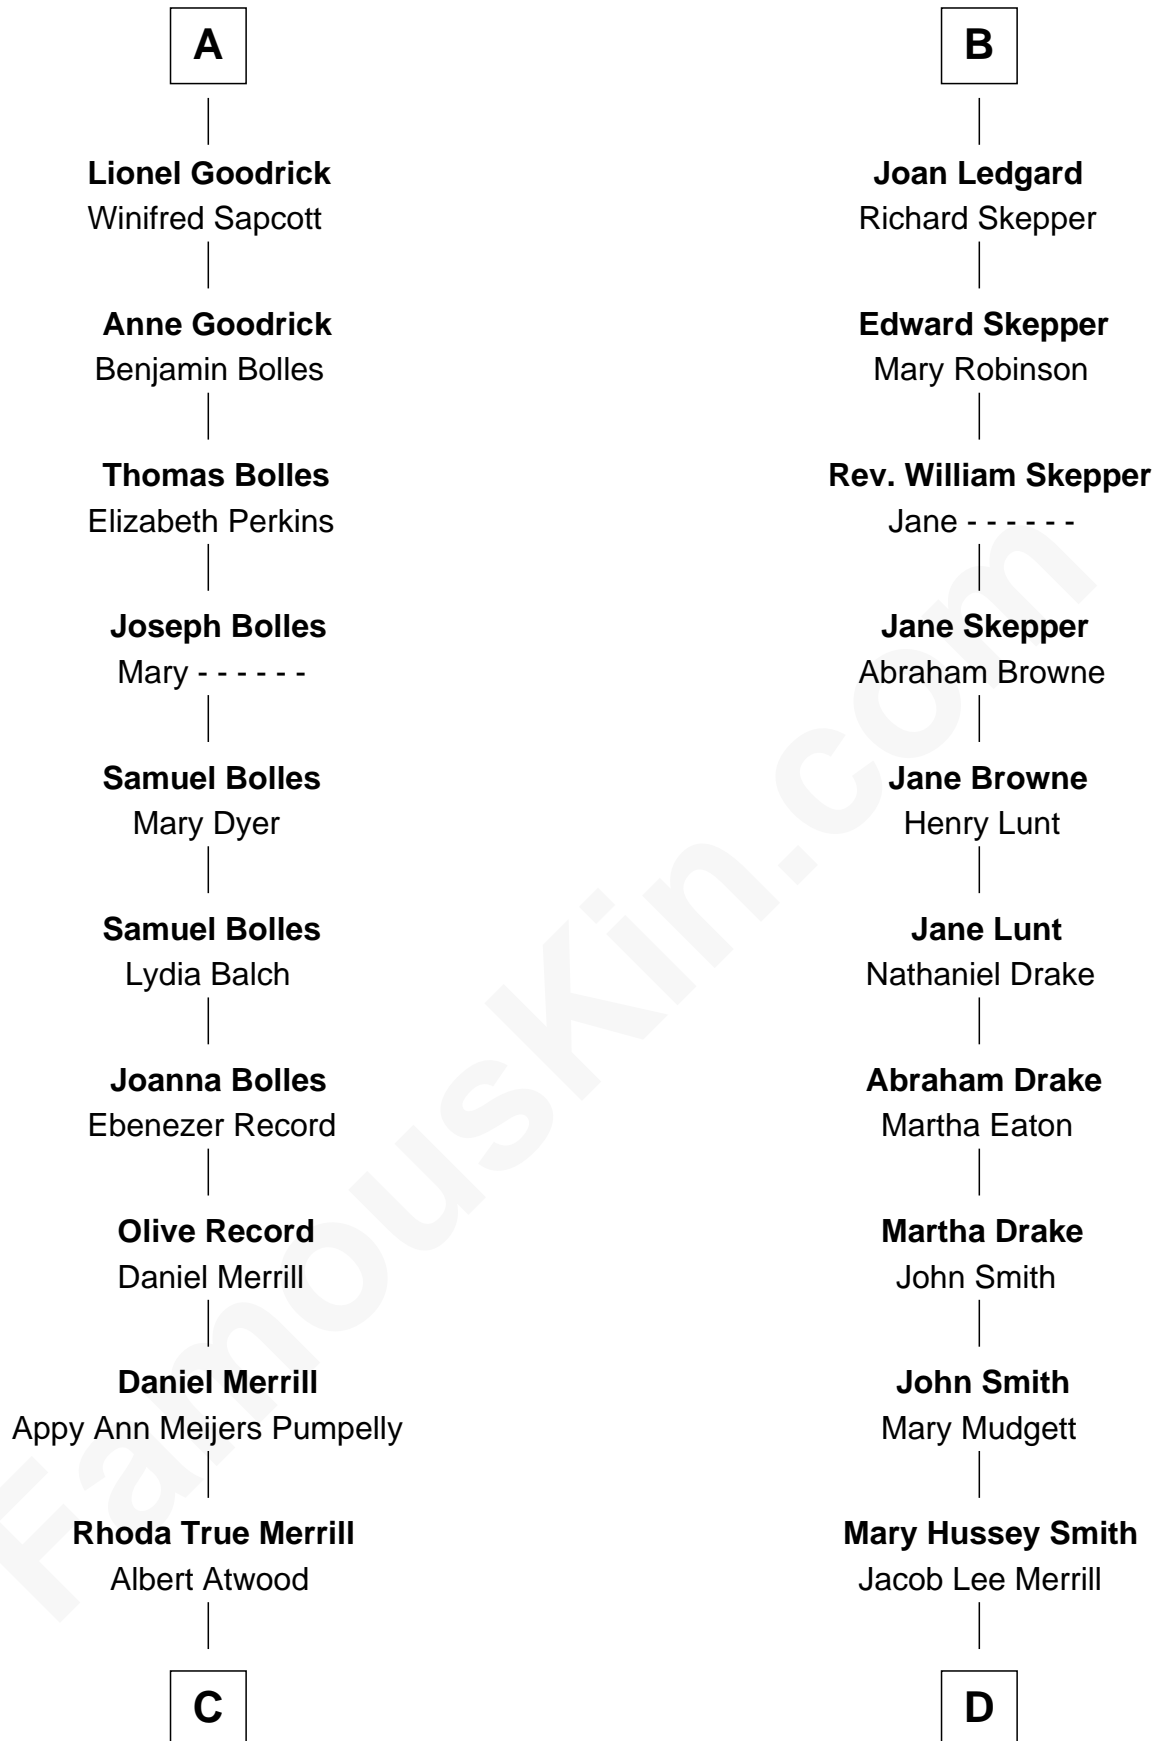 A
Lionel Goodrick
Winifred Sapcott
Anne Goodrick
Benjamin Bolles
Thomas Bolles
Elizabeth Perkins
Joseph Bolles
Mary - - - - - -
Samuel Bolles
Mary Dyer
Samuel Bolles
Lydia Balch
Joanna Bolles
Ebenezer Record
Olive Record
Daniel Merrill
Daniel Merrill
Appy Ann Meijers Pumpelly
Rhoda True Merrill
Albert Atwood
C
B
Joan Ledgard
Richard Skepper
Edward Skepper
Mary Robinson
Rev. William Skepper
Jane - - - - - -
Jane Skepper
Abraham Browne
Jane Browne
Henry Lunt
Jane Lunt
Nathaniel Drake
Abraham Drake
Martha Eaton
Martha Drake
John Smith
John Smith
Mary Mudgett
Mary Hussey Smith
Jacob Lee Merrill
D
FamousKin.com